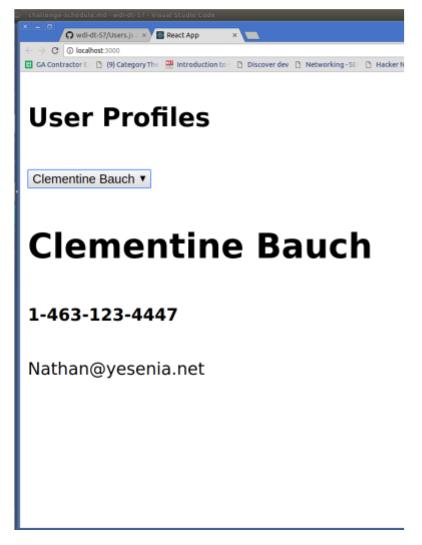 challenge-schedule.md - wdi-dt-57 - Visual Studio Code
wdi-dt-57/Users.js × React App ×
localhost:3000
GA Contractor (9) Category The Introduction to Discover dev Networking - SE Hacker N
User Profiles
Clementine Bauch ▼
Clementine Bauch
1-463-123-4447
Nathan@yesenia.net